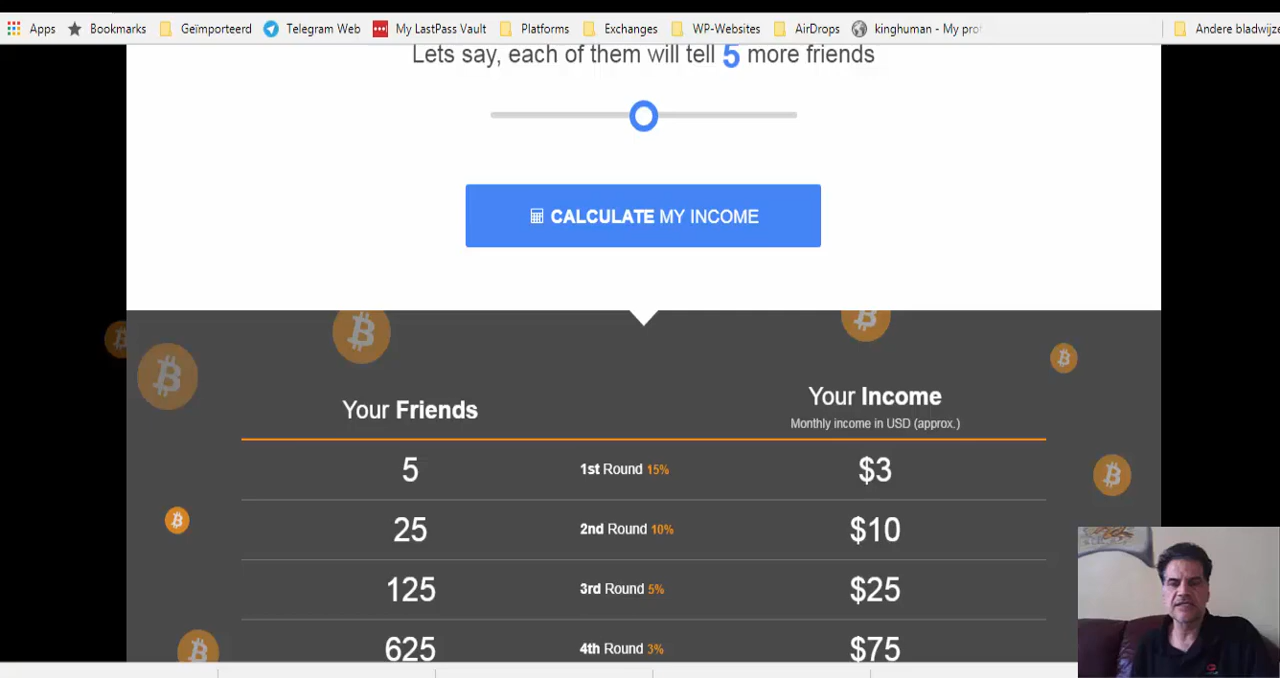 Apps Bookmarks Geïmporteerd Telegram Web My LastPass Vault Platforms Exchanges WP-Websites AirDrops kinghuman - My pro Andere bladwijze
Lets say, each of them will tell 5 more friends
CALCULATE MY INCOME
Your Friends
Your Income
Monthly income in USD (approx.)
5 1st Round 15% $3
25 2nd Round 10% $10
125 3rd Round 5% $25
625 4th Round 3% $75